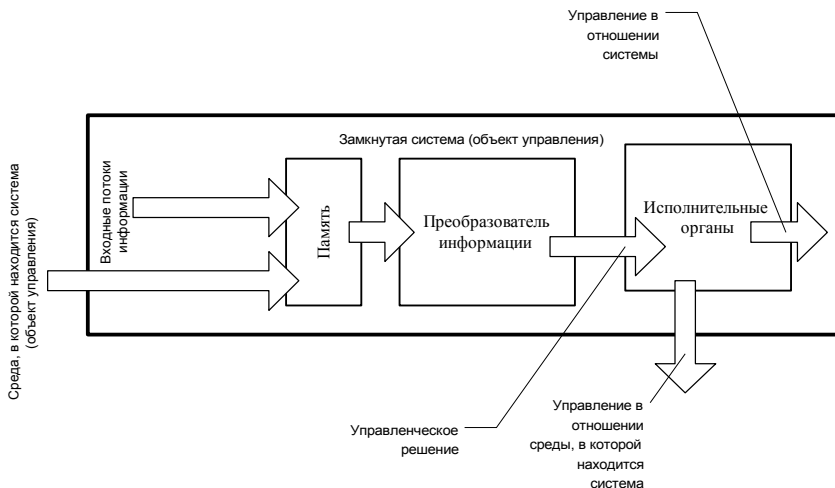 Управление в
отношении
системы
Замкнутая система (объект управления)
Среда, в которой находится система
(объект управления)
Входные потоки
информации
Память
Преобразователь
информации
Исполнительные
органы
Управленческое
решение
Управление в
отношении
среды, в которой
находится
система